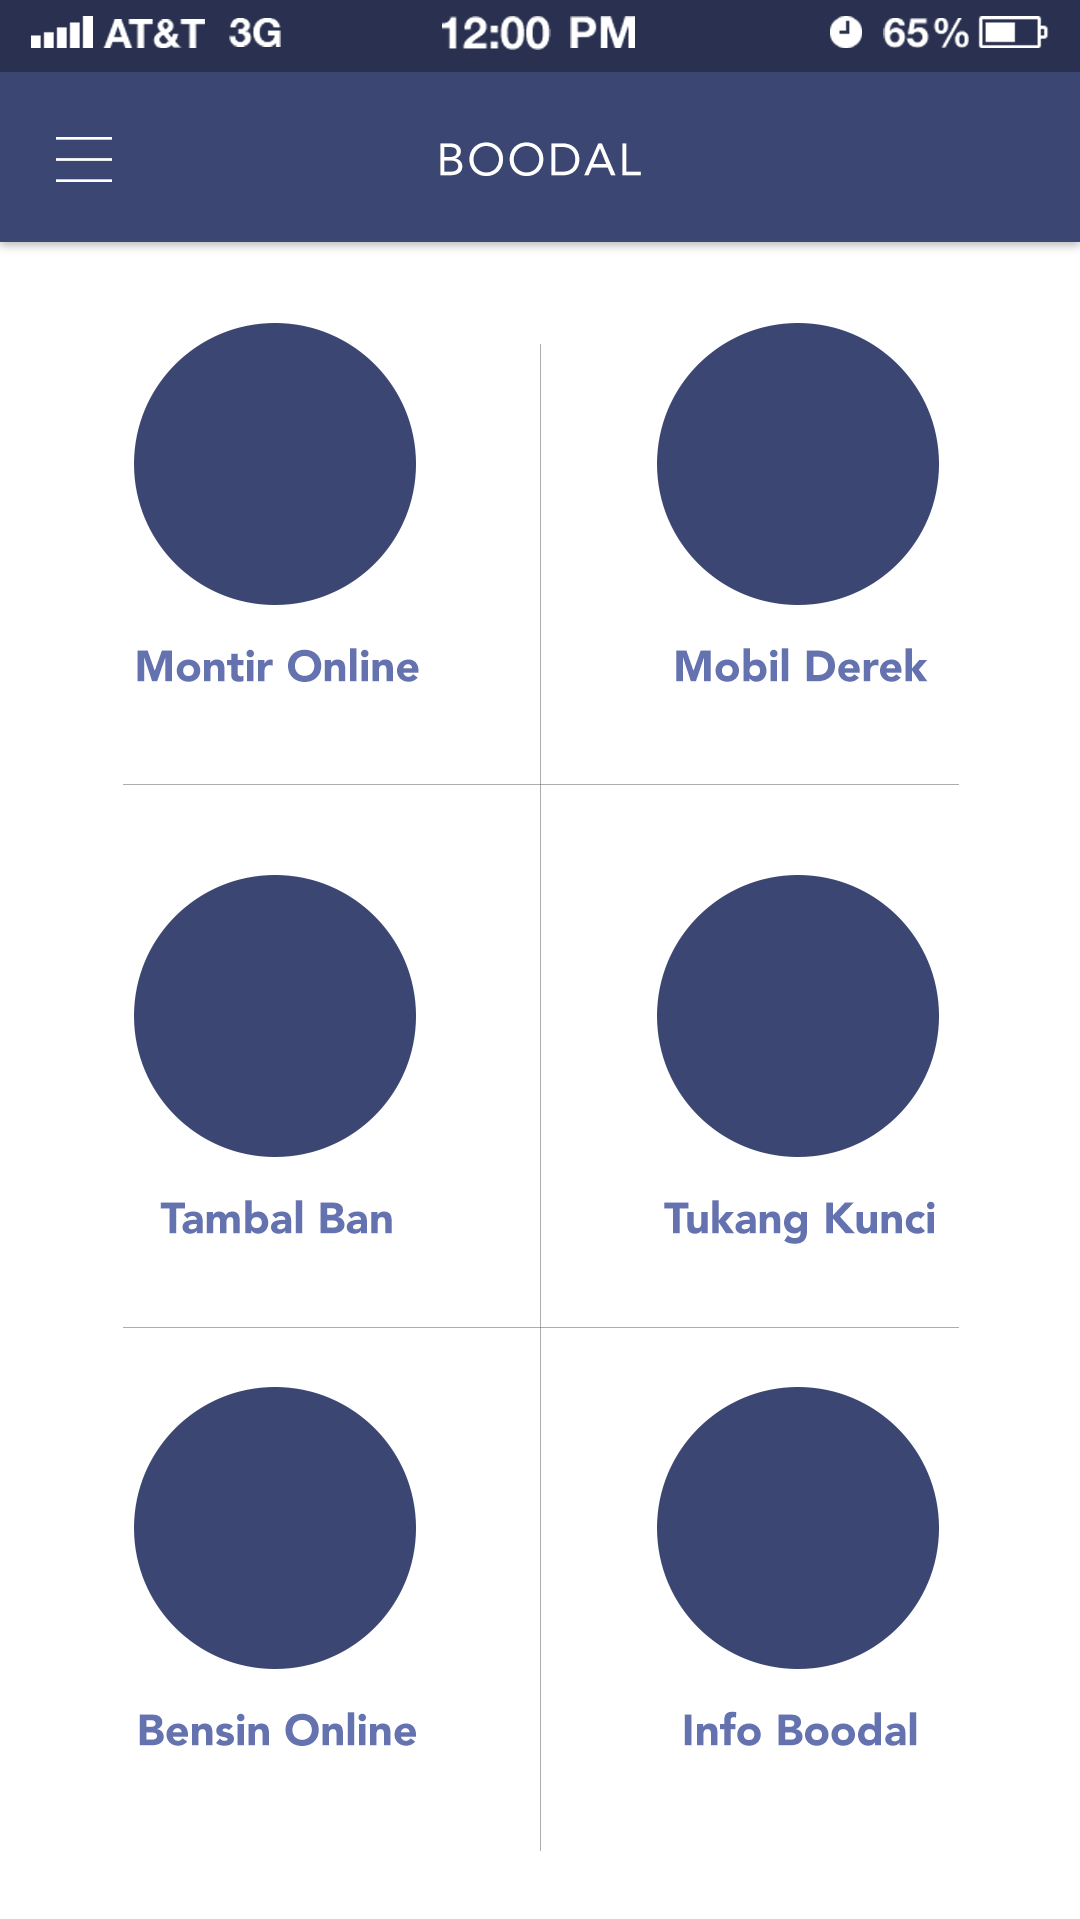 AT&T 3G 12:00 PM 65%
BOODAL
Montir Online Mobil Derek
Tambal Ban Tukang Kunci
Bensin Online Info Boodal